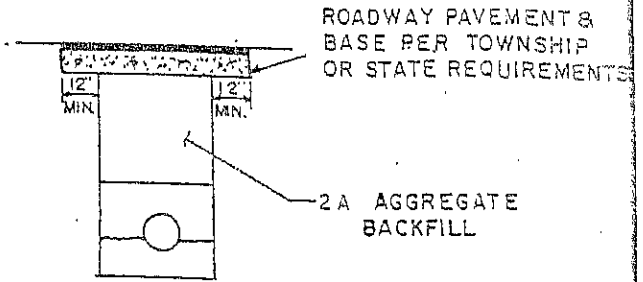 ROADWAY PAVEMENT &
BASE PER TOWNSHIP
OR STATE REQUIREMENTS
12"
MIN.
12"
MIN.
2A AGGREGATE
BACKFILL